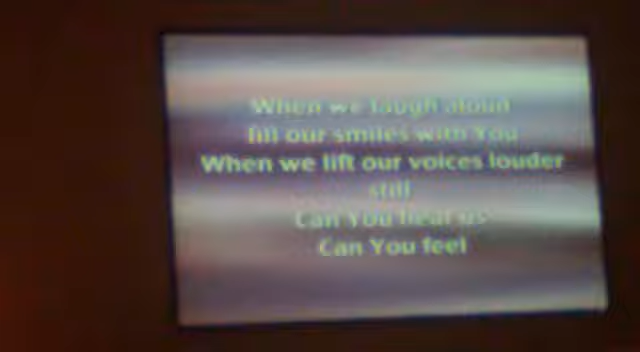 When we laugh aloud
fill our smiles with You
When we lift our voices louder
still
Can You hear us
Can You feel